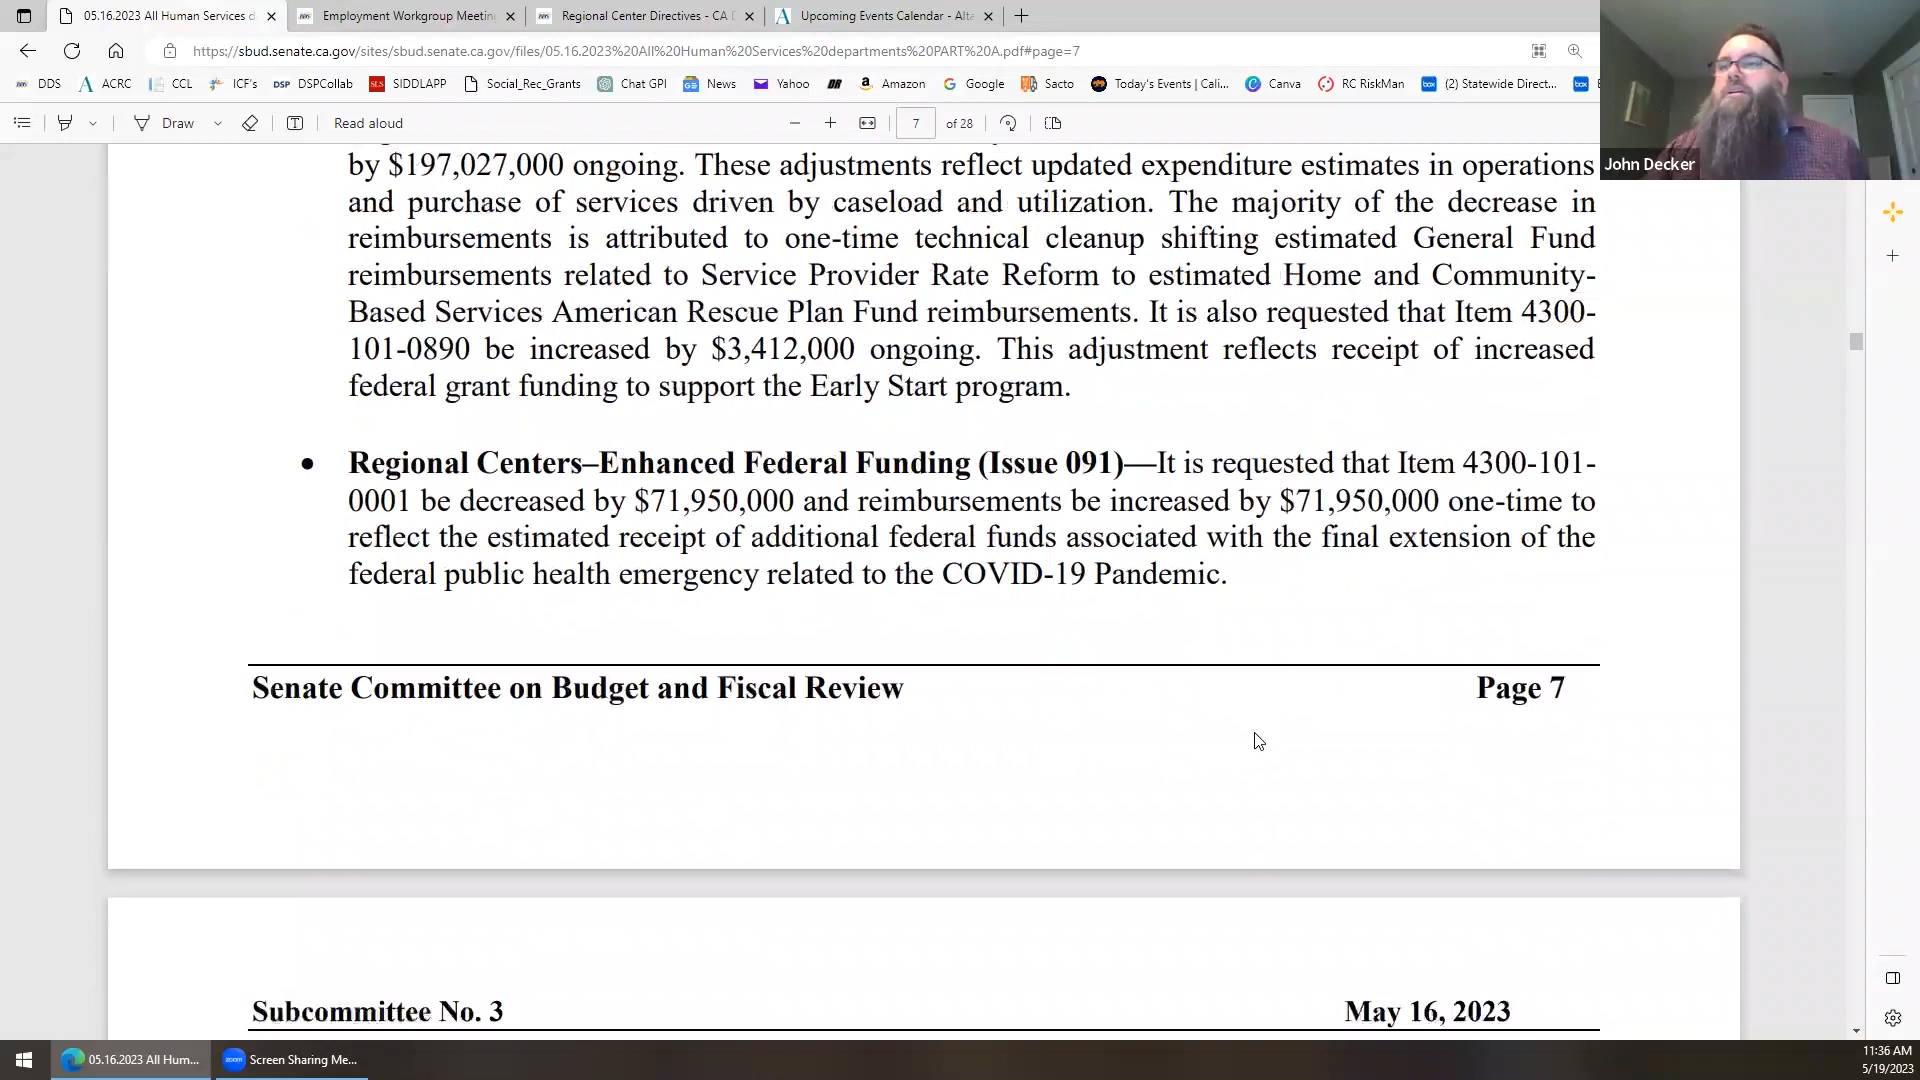 05.16.2023 All Human Services d
Employment Workgroup Meetin
Regional Center Directives - CA D
Upcoming Events Calendar - Alta
https://sbud.senate.ca.gov/sites/sbud.senate.ca.gov/files/05.16.2023%20All%20Human%20Services%20departments%20PART%20A.pdf#page=7
DDS ACRC CCL ICF's DSP DSPCollab SLS SIDDLAPP Social_Rec_Grants Chat GPI News Yahoo Amazon Google Sacto Today's Events | Cali... Canva RC RiskMan box (2) Statewide Direct... box
Draw Read aloud 7 of 28
John Decker
by $197,027,000 ongoing. These adjustments reflect updated expenditure estimates in operations
and purchase of services driven by caseload and utilization. The majority of the decrease in
reimbursements is attributed to one-time technical cleanup shifting estimated General Fund
reimbursements related to Service Provider Rate Reform to estimated Home and Community-
Based Services American Rescue Plan Fund reimbursements. It is also requested that Item 4300-
101-0890 be increased by $3,412,000 ongoing. This adjustment reflects receipt of increased
federal grant funding to support the Early Start program.
• Regional Centers–Enhanced Federal Funding (Issue 091)—It is requested that Item 4300-101-
0001 be decreased by $71,950,000 and reimbursements be increased by $71,950,000 one-time to
reflect the estimated receipt of additional federal funds associated with the final extension of the
federal public health emergency related to the COVID-19 Pandemic.
Senate Committee on Budget and Fiscal Review Page 7
Subcommittee No. 3 May 16, 2023
05.16.2023 All Hum... zoom Screen Sharing Me...
11:36 AM
5/19/2023